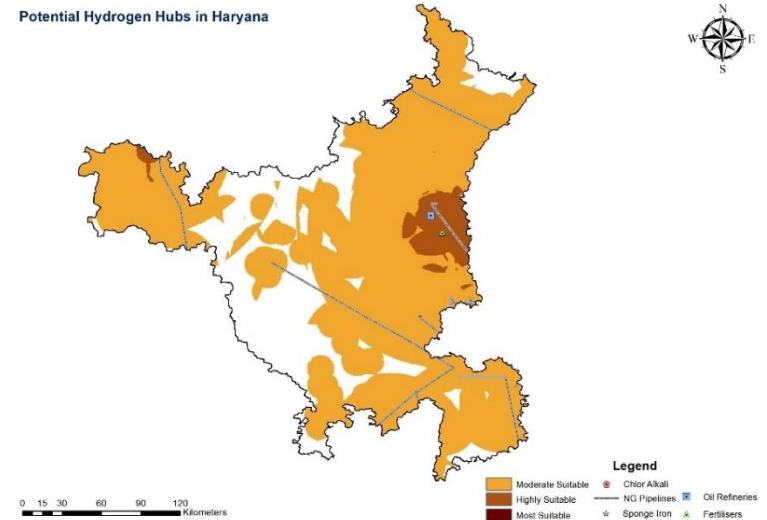 Potential Hydrogen Hubs in Haryana
N
W E
S
Legend
Moderate Suitable Chlor Alkali
Highly Suitable NG Pipelines Oil Refineries
Most Suitable Sponge Iron Fertilisers
0 15 30 60 90 120
Kilometers